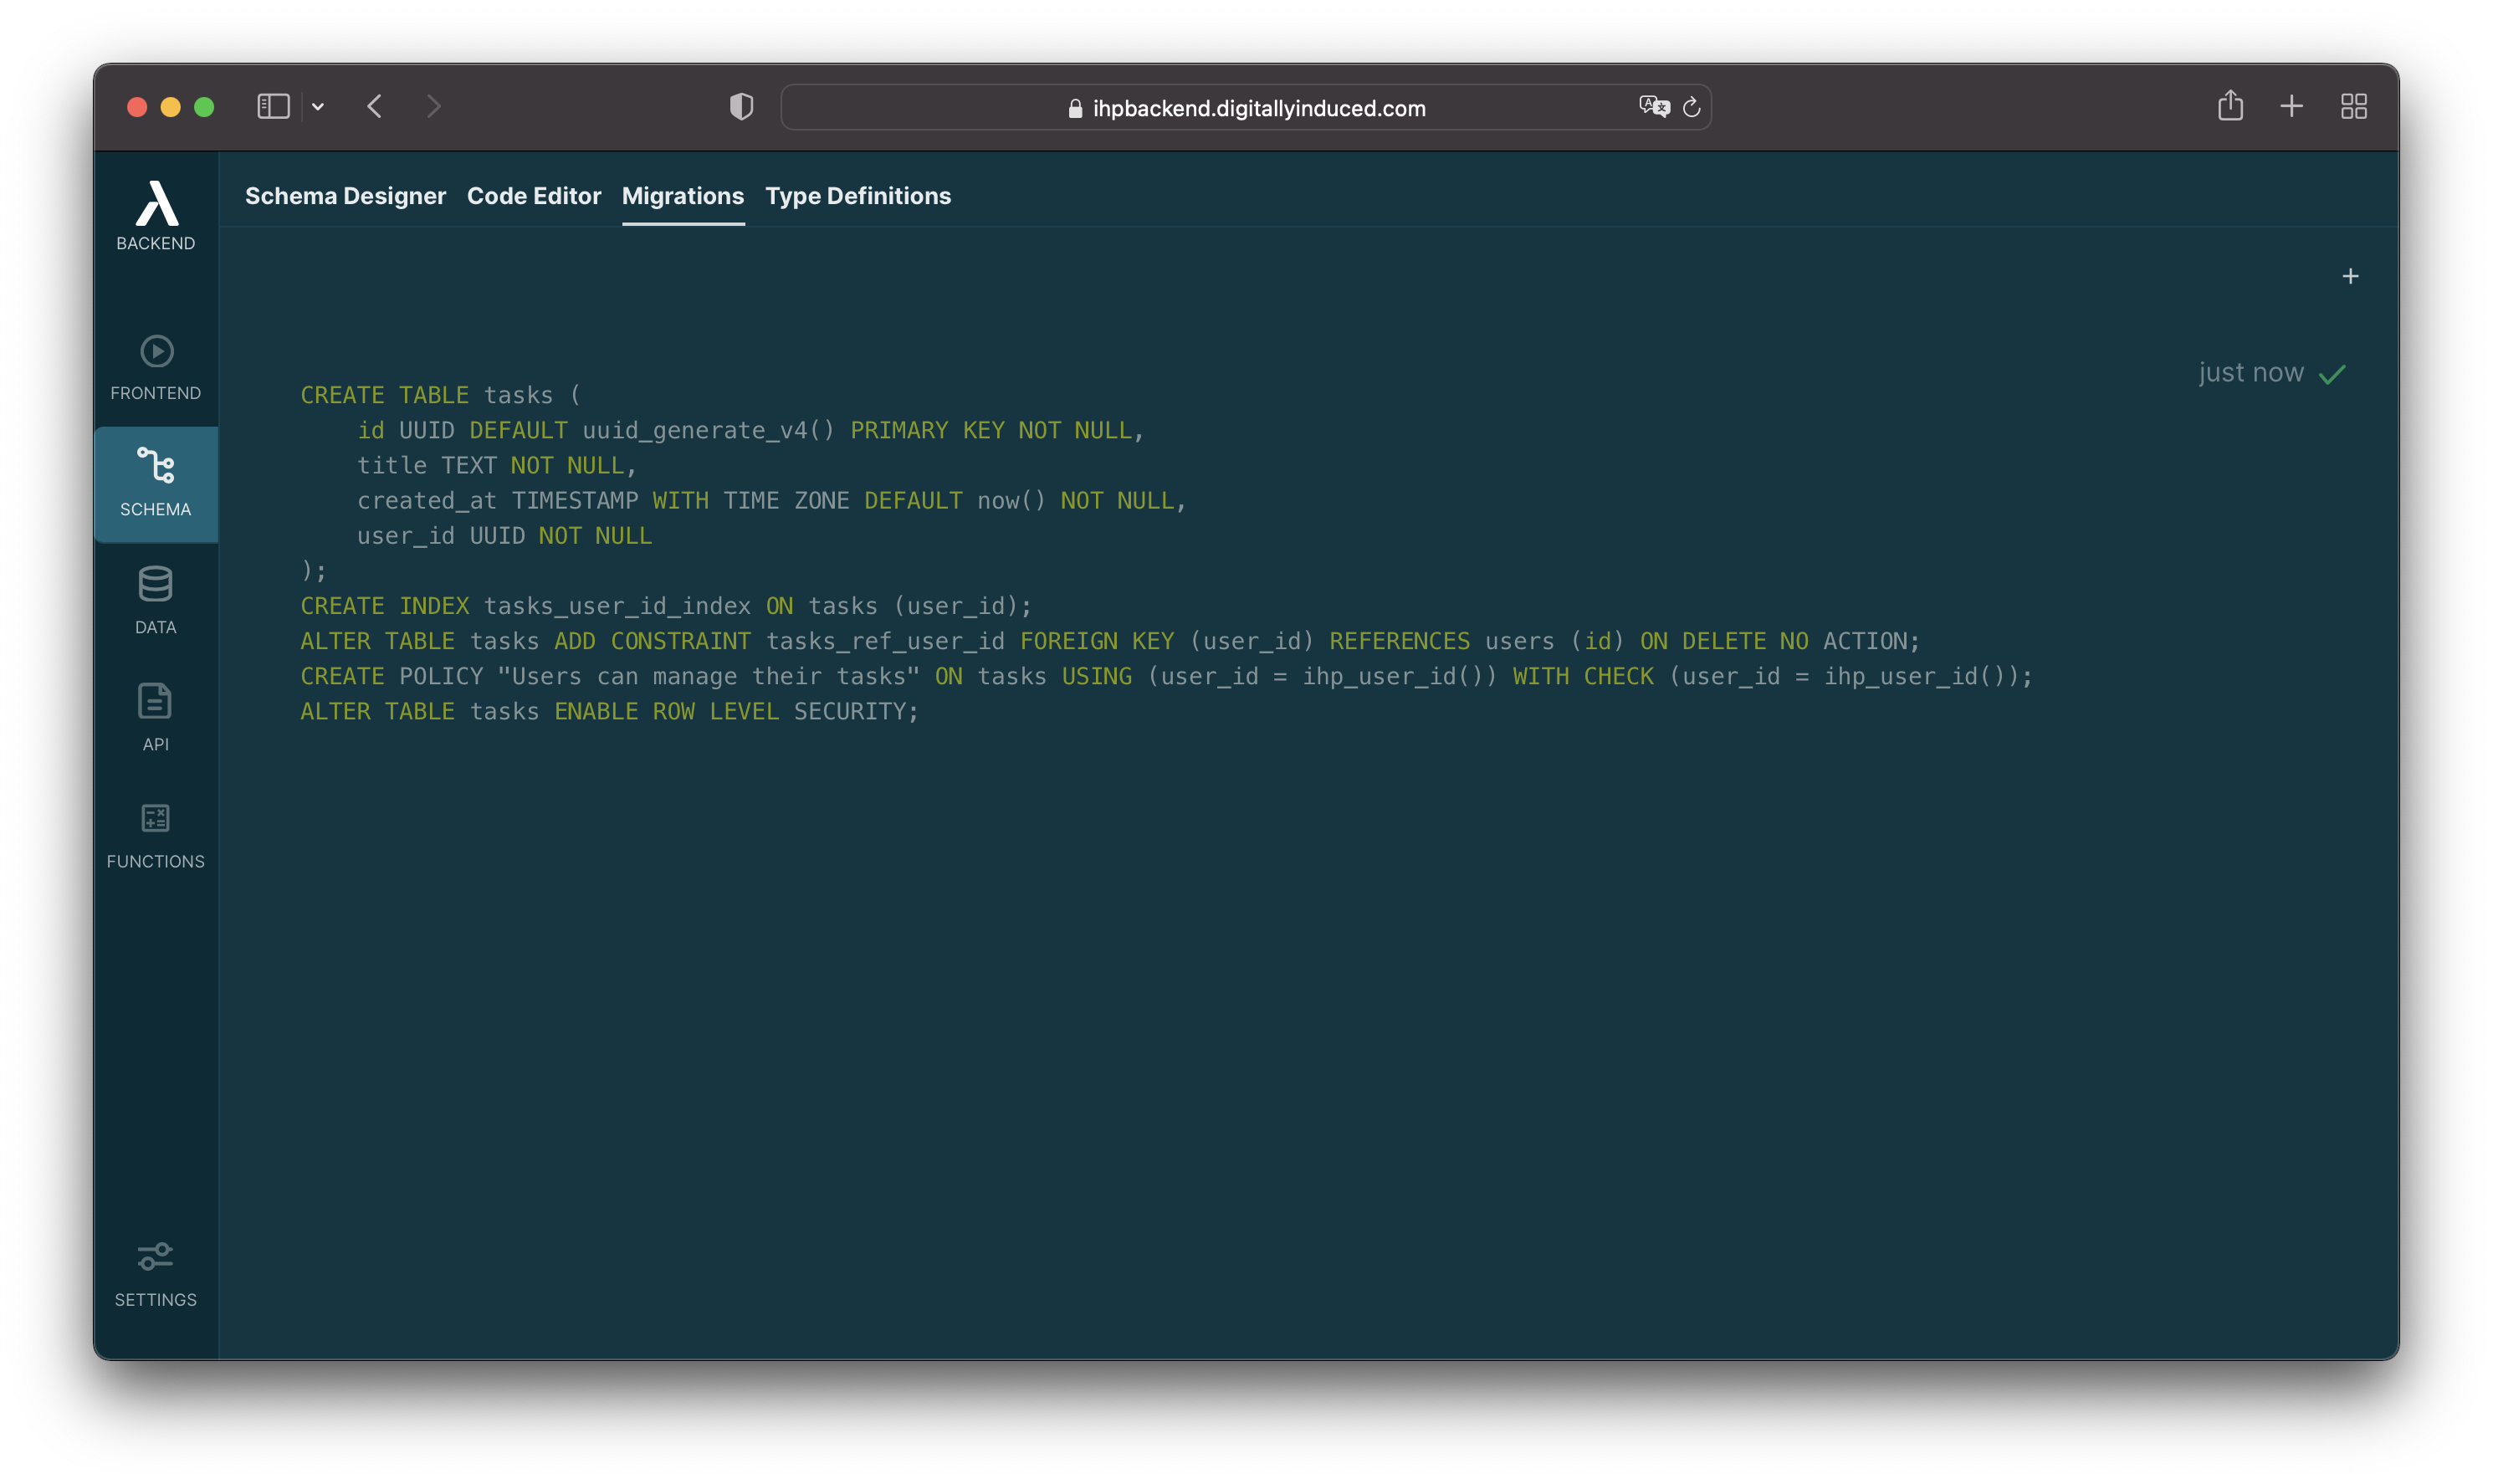 ihpbackend.digitallyinduced.com
BACKEND
Schema Designer Code Editor Migrations Type Definitions
+
FRONTEND
SCHEMA
DATA
API
FUNCTIONS
SETTINGS
just now
CREATE TABLE tasks (
    id UUID DEFAULT uuid_generate_v4() PRIMARY KEY NOT NULL,
    title TEXT NOT NULL,
    created_at TIMESTAMP WITH TIME ZONE DEFAULT now() NOT NULL,
    user_id UUID NOT NULL
);
CREATE INDEX tasks_user_id_index ON tasks (user_id);
ALTER TABLE tasks ADD CONSTRAINT tasks_ref_user_id FOREIGN KEY (user_id) REFERENCES users (id) ON DELETE NO ACTION;
CREATE POLICY "Users can manage their tasks" ON tasks USING (user_id = ihp_user_id()) WITH CHECK (user_id = ihp_user_id());
ALTER TABLE tasks ENABLE ROW LEVEL SECURITY;